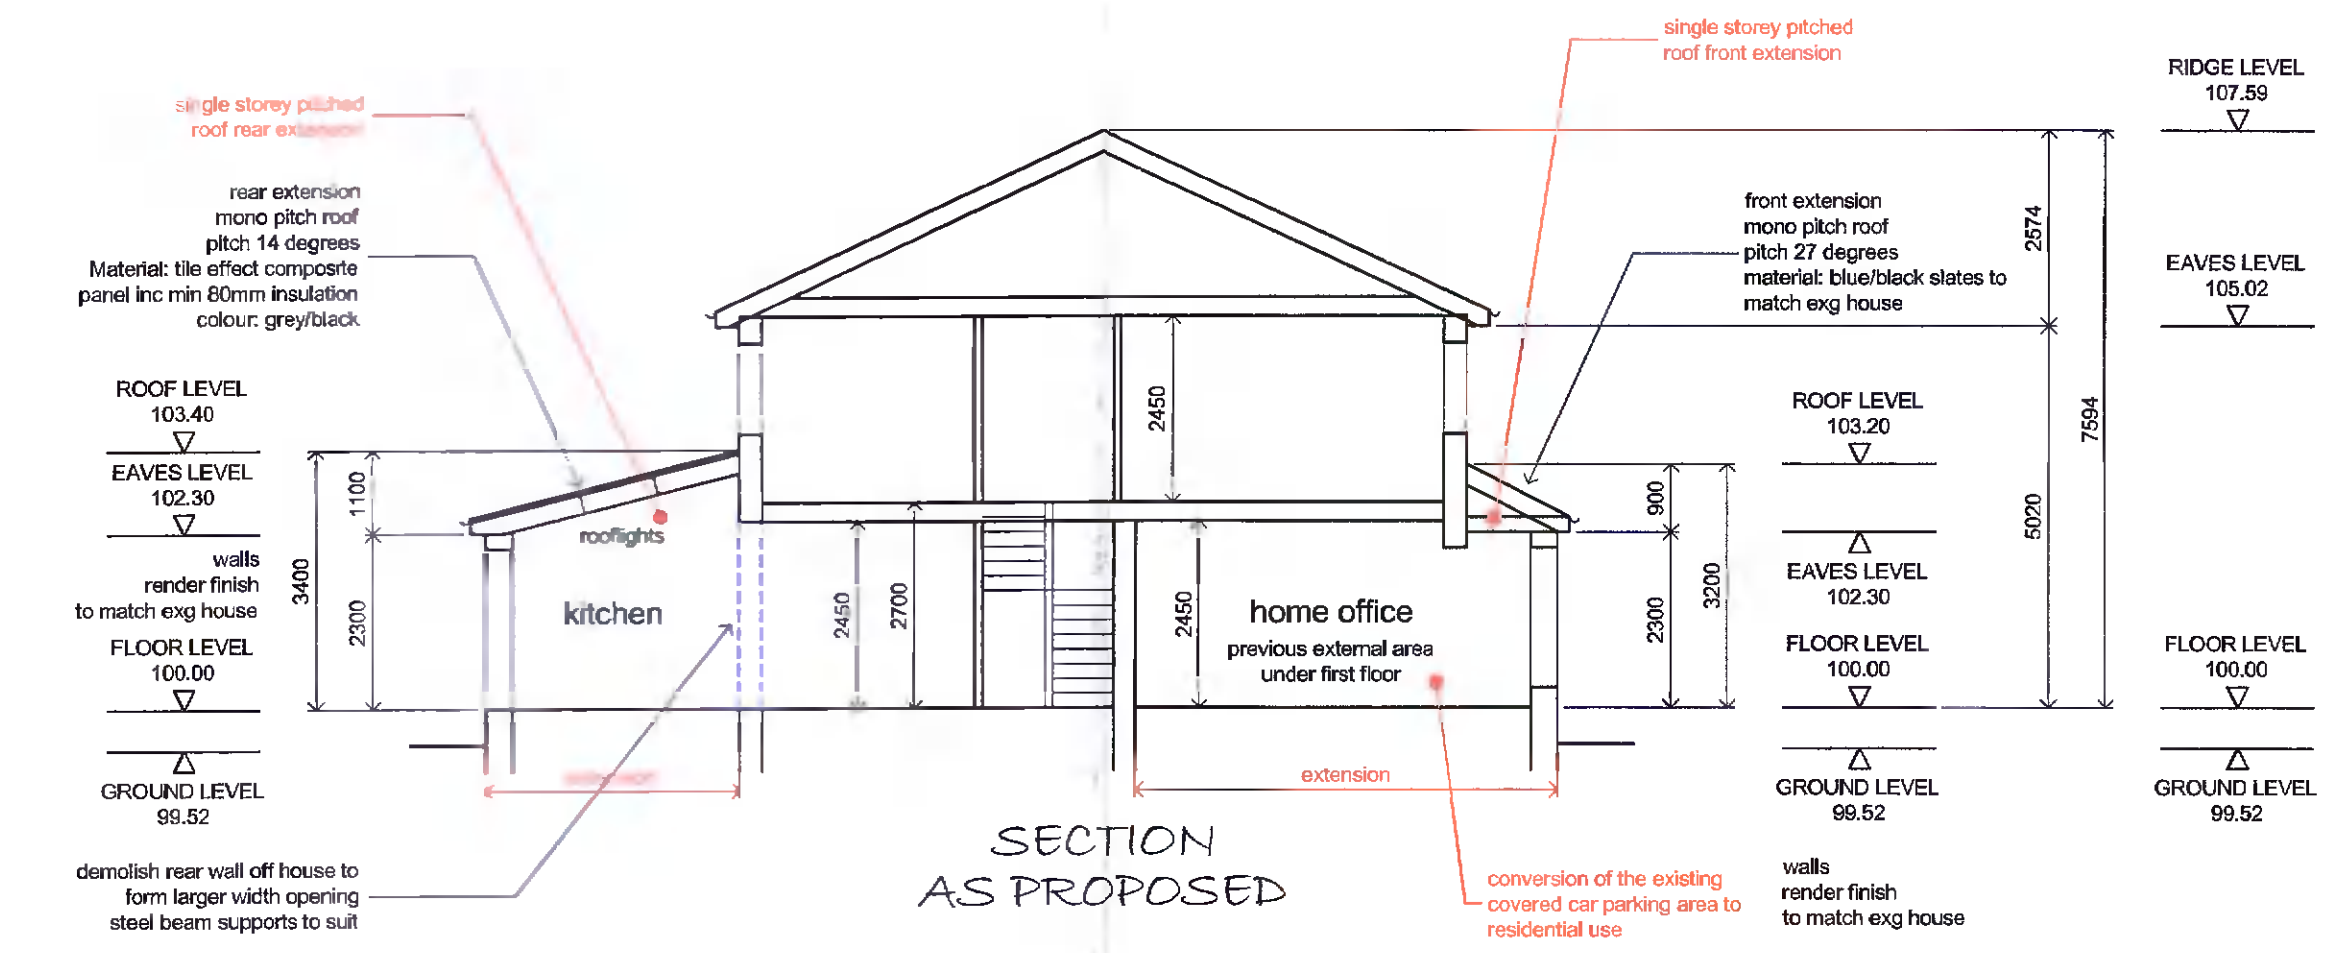 single storey pitched
roof front extension
RIDGE LEVEL
107.59
single storey pitched
roof rear extension
rear extension
mono pitch roof
pitch 14 degrees
Material: tile effect composite
panel inc min 80mm insulation
colour: grey/black
front extension
mono pitch roof
pitch 27 degrees
material: blue/black slates to
match exg house
2574
EAVES LEVEL
105.02
ROOF LEVEL
103.40
EAVES LEVEL
102.30
walls
render finish
to match exg house
FLOOR LEVEL
100.00
GROUND LEVEL
99.52
1100
3400
2300
rooflights
kitchen
2450
2700
2450
2450
home office
previous external area
under first floor
900
2300
3200
ROOF LEVEL
103.20
EAVES LEVEL
102.30
FLOOR LEVEL
100.00
GROUND LEVEL
99.52
5020
7594
FLOOR LEVEL
100.00
GROUND LEVEL
99.52
extension
SECTION
AS PROPOSED
demolish rear wall off house to
form larger width opening
steel beam supports to suit
conversion of the existing
covered car parking area to
residential use
walls
render finish
to match exg house